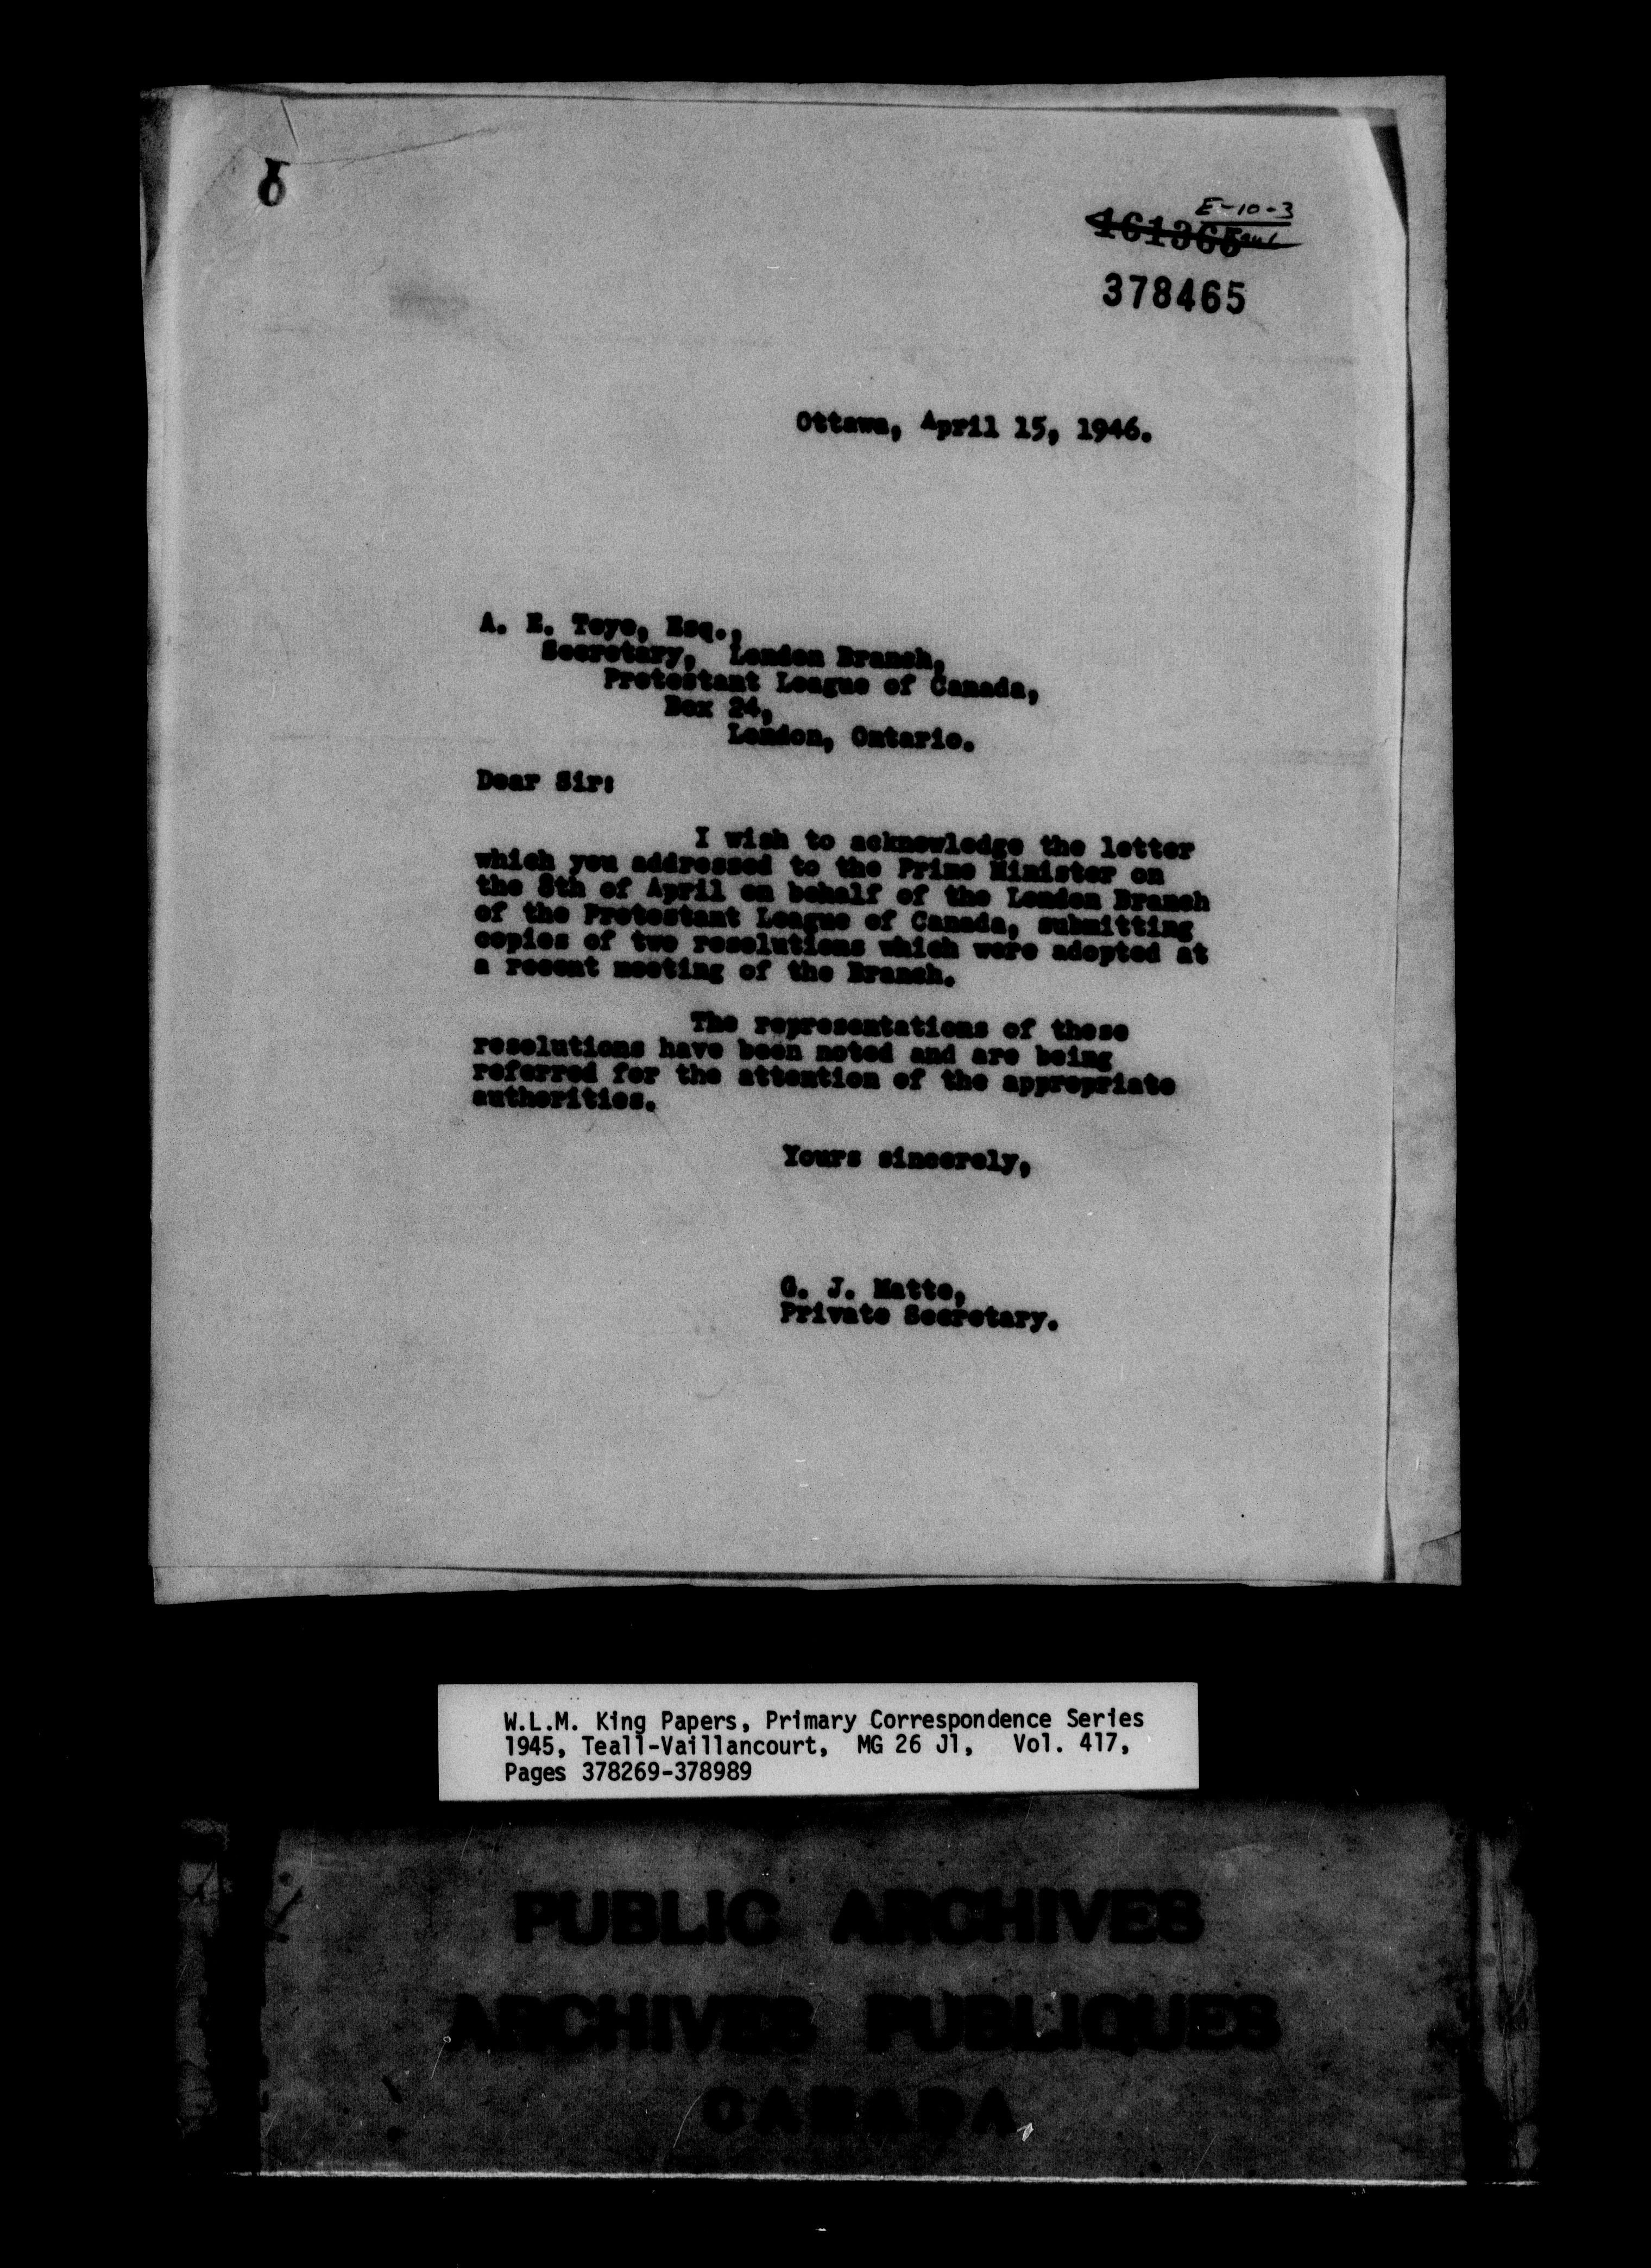 E-10-3
161365
378465
Ottawa, April 15, 1946.
A. E. Toye, Esq.,
Secretary, London Branch,
Protestant League of Canada,
Box 24,
London, Ontario.
Dear Sir:
I wish to acknowledge the letter
which you addressed to the Prime Minister on
the 8th of April on behalf of the London Branch
of the Protestant League of Canada, submitting
copies of two resolutions which were adopted at
a recent meeting of the Branch.
The representations of these
resolutions have been noted and are being
referred for the attention of the appropriate
authorities.
Yours sincerely,
G. J. Matte,
Private Secretary.
W.L.M. King Papers, Primary Correspondence Series
1945, Teall-Vaillancourt, MG 26 J1, Vol. 417,
Pages 378269-378989
PUBLIC ARCHIVES
ARCHIVES PUBLIQUES
CANADA